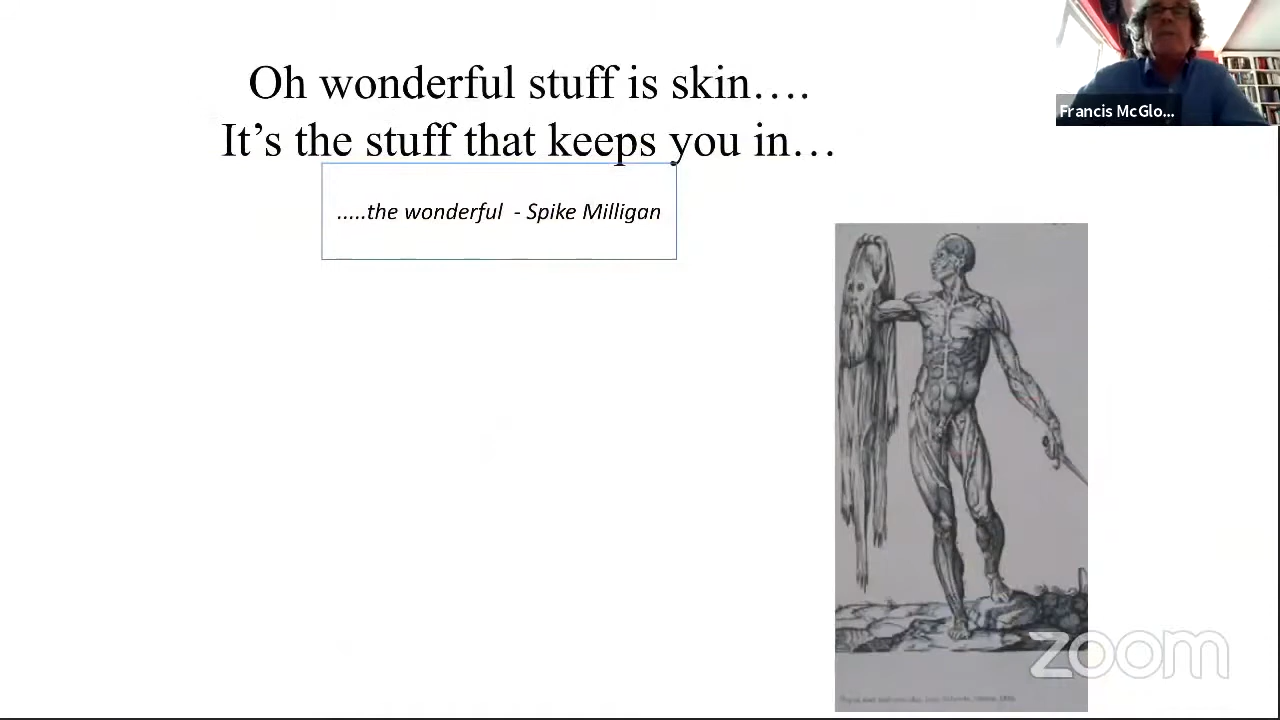 Oh wonderful stuff is skin….
It’s the stuff that keeps you in…
.....the wonderful - Spike Milligan
Francis McGlo...
zoom